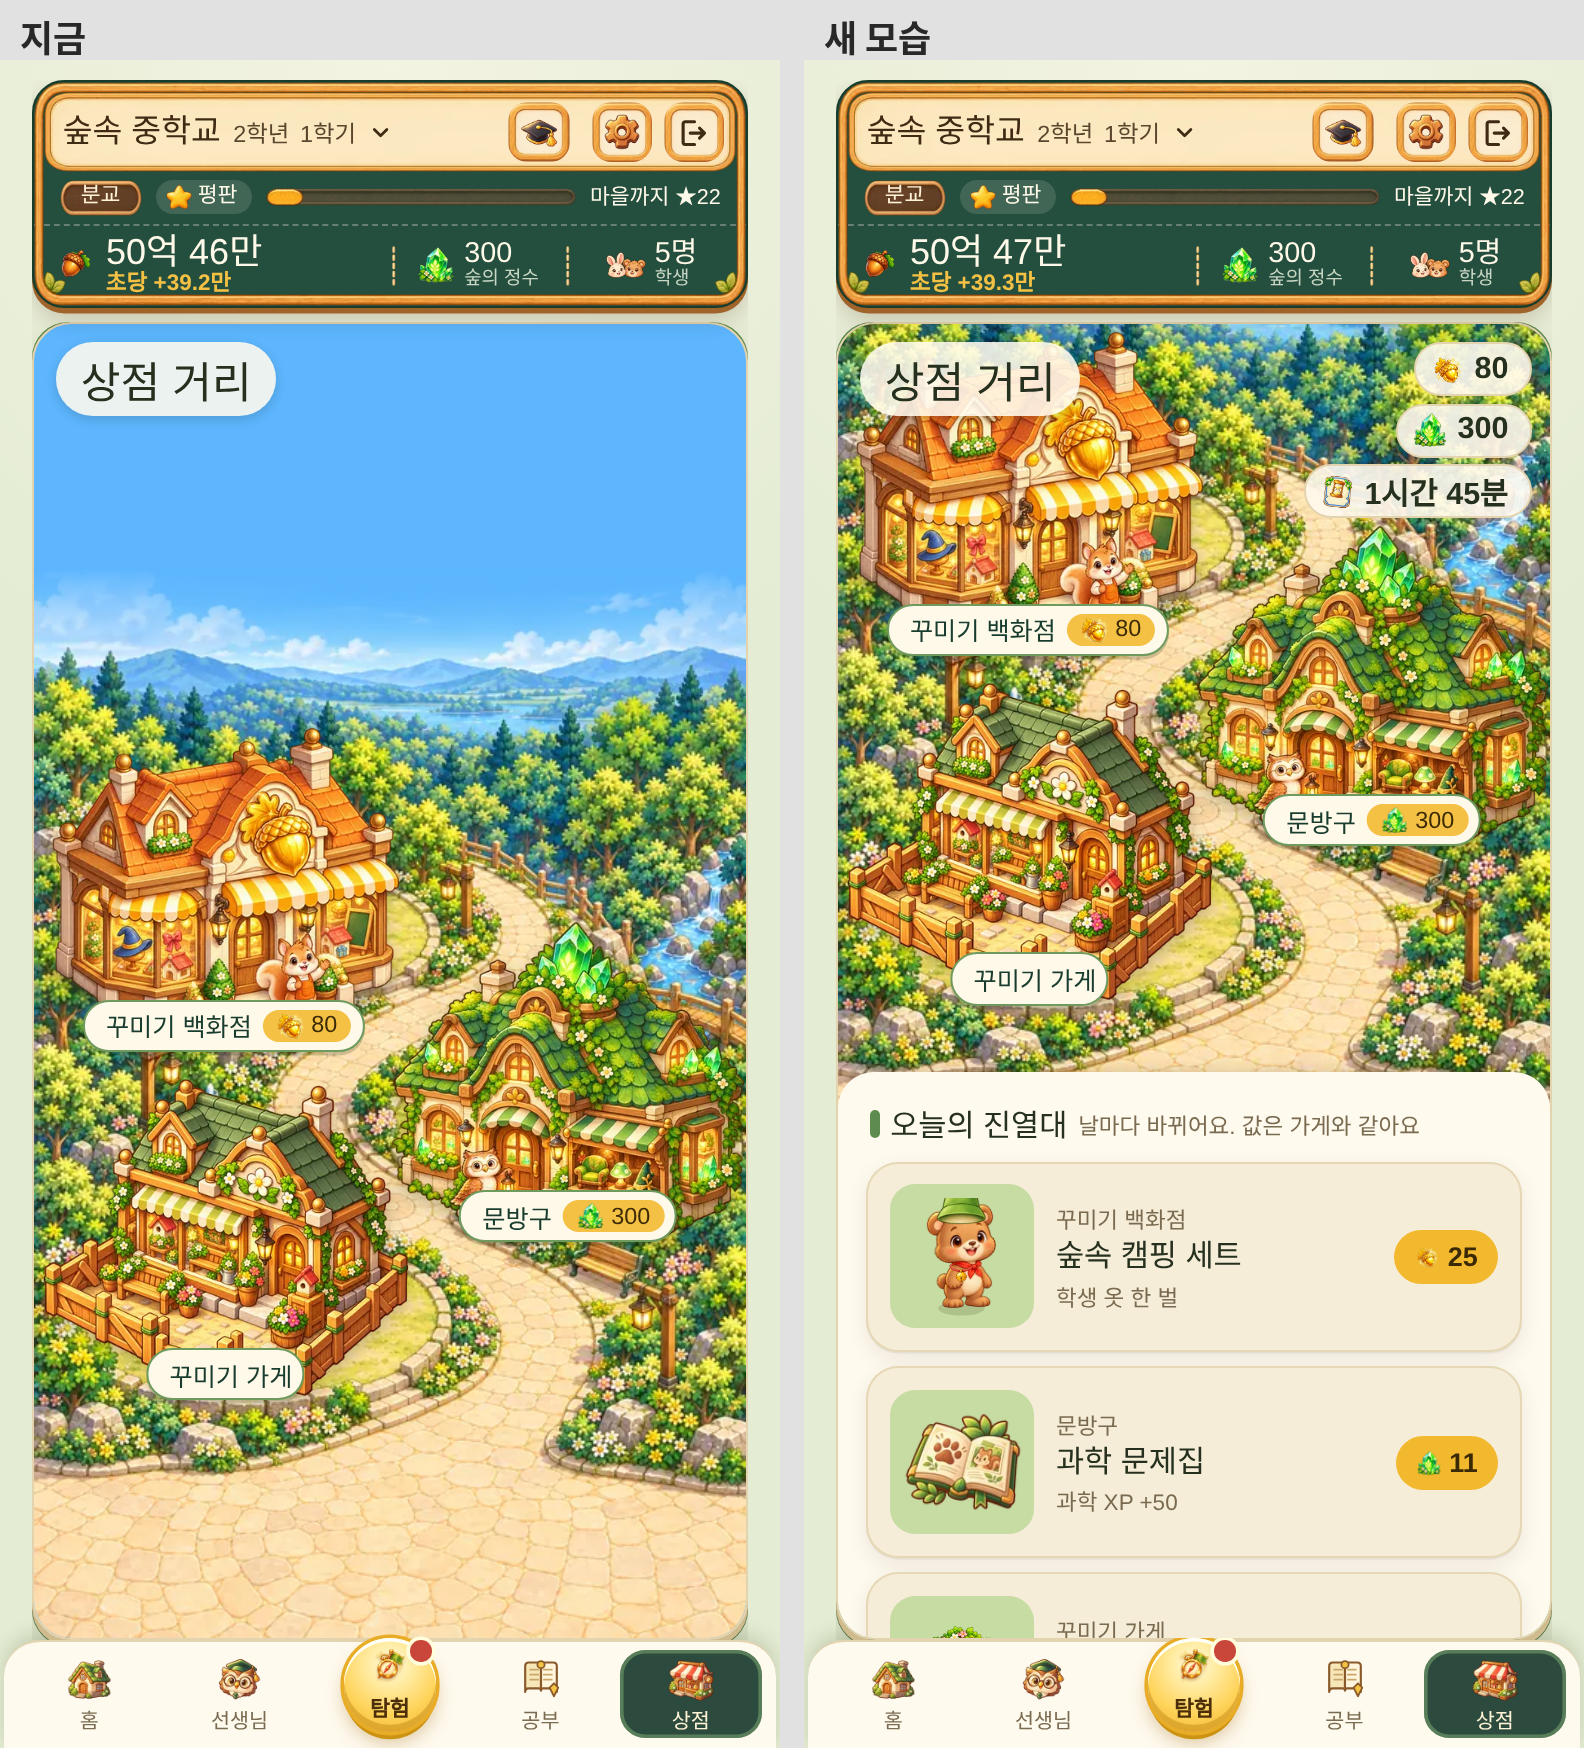 지금
숲속 중학교 2학년 1학기
분교 평판 마을까지 ★22
50억 46만
초당 +39.2만
300
숲의 정수
5명
학생
상점 거리
꾸미기 백화점 80
문방구 300
꾸미기 가게
홈
선생님
탐험
공부
상점
새 모습
숲속 중학교 2학년 1학기
분교 평판 마을까지 ★22
50억 47만
초당 +39.3만
300
숲의 정수
5명
학생
상점 거리
80
300
1시간 45분
꾸미기 백화점 80
문방구 300
꾸미기 가게
오늘의 진열대 날마다 바뀌어요. 값은 가게와 같아요
꾸미기 백화점
숲속 캠핑 세트
학생 옷 한 벌
25
문방구
과학 문제집
과학 XP +50
11
꾸미기 가게
홈
선생님
탐험
공부
상점